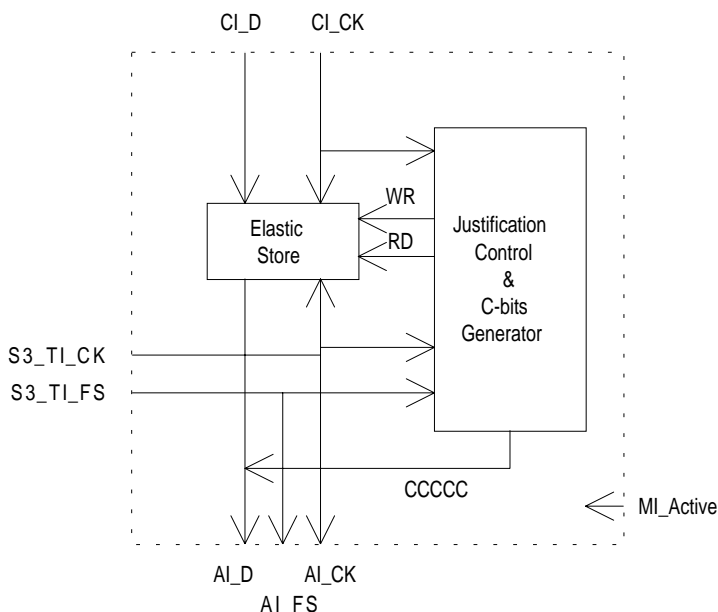 CI_D CI_CK
WR
Elastic
Store
RD
Justification
Control
&
C-bits
Generator
S3_TI_CK
S3_TI_FS
CCCCC
MI_Active
AI_D AI_CK
AI_FS